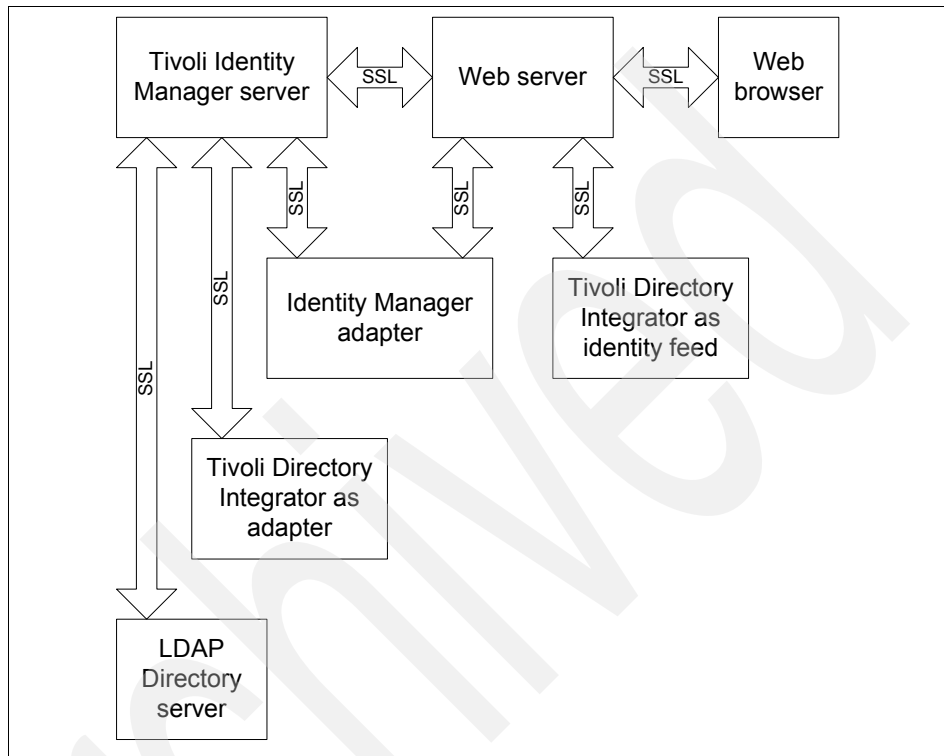 Tivoli Identity
Manager server
SSL
Web server
SSL
Web
browser
SSL
SSL
SSL
SSL
SSL
Identity Manager
adapter
Tivoli Directory
Integrator as
identity feed
Tivoli Directory
Integrator as
adapter
LDAP
Directory
server